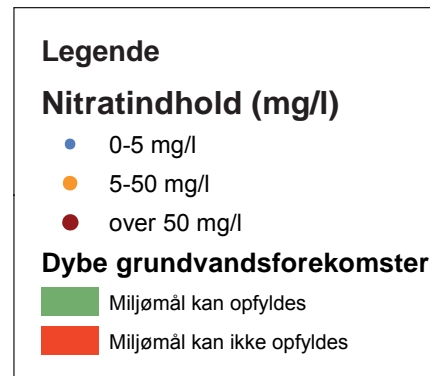 Legende
Nitratindhold (mg/l)
0-5 mg/l
5-50 mg/l
over 50 mg/l
Dybe grundvandsforekomster
Miljømål kan opfyldes
Miljømål kan ikke opfyldes